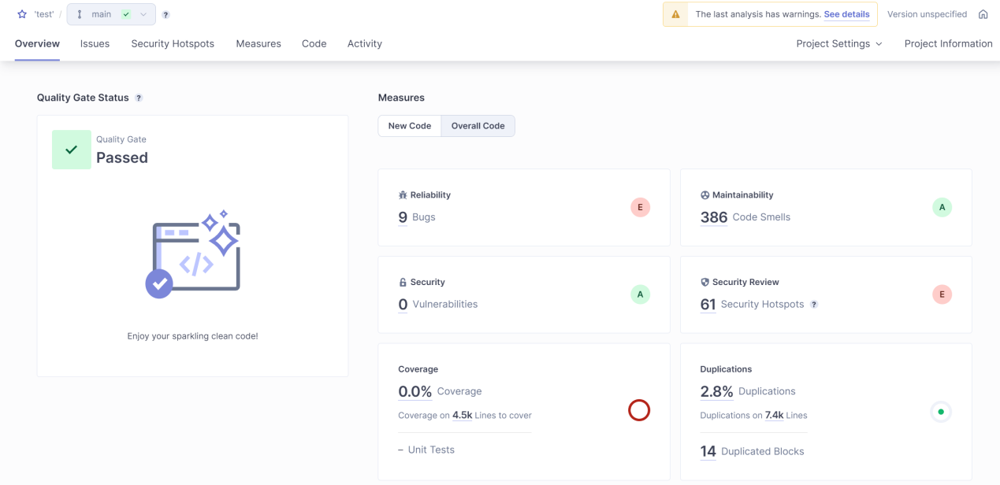 'test' / main ?
The last analysis has warnings. See details Version unspecified
Overview Issues Security Hotspots Measures Code Activity Project Settings Project Information
Quality Gate Status ?
Quality Gate
Passed
</>
Enjoy your sparkling clean code!
Measures
New Code Overall Code
Reliability
9 Bugs
E
Maintainability
386 Code Smells
A
Security
0 Vulnerabilities
A
Security Review
61 Security Hotspots ?
E
Coverage
0.0% Coverage
Coverage on 4.5k Lines to cover
– Unit Tests
Duplications
2.8% Duplications
Duplications on 7.4k Lines
14 Duplicated Blocks